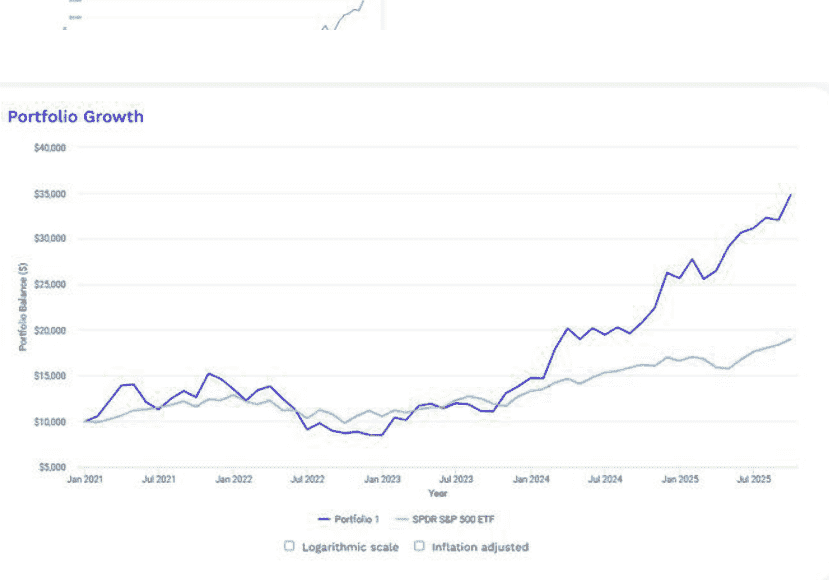 Portfolio Growth
$40,000
$35,000
$30,000
$25,000
$20,000
$15,000
$10,000
$5,000
Portfolio Balance ($)
Jan 2021 Jul 2021 Jan 2022 Jul 2022 Jan 2023 Jul 2023 Jan 2024 Jul 2024 Jan 2025 Jul 2025
Year
Portfolio 1 SPDR S&P 500 ETF
Logarithmic scale Inflation adjusted